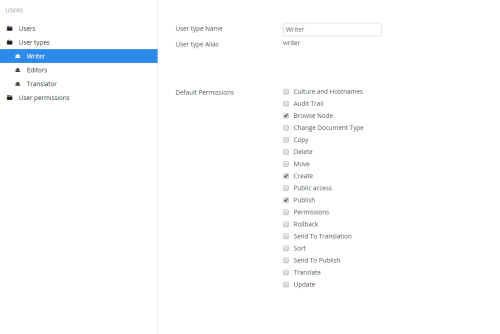 USERS
Users
User types
Writer
Editors
Translator
User permissions
User type Name
Writer
User type Alias
writer
Default Permissions
Culture and Hostnames
Audit Trail
Browse Node
Change Document Type
Copy
Delete
Move
Create
Public access
Publish
Permissions
Rollback
Send To Translation
Sort
Send To Publish
Translate
Update